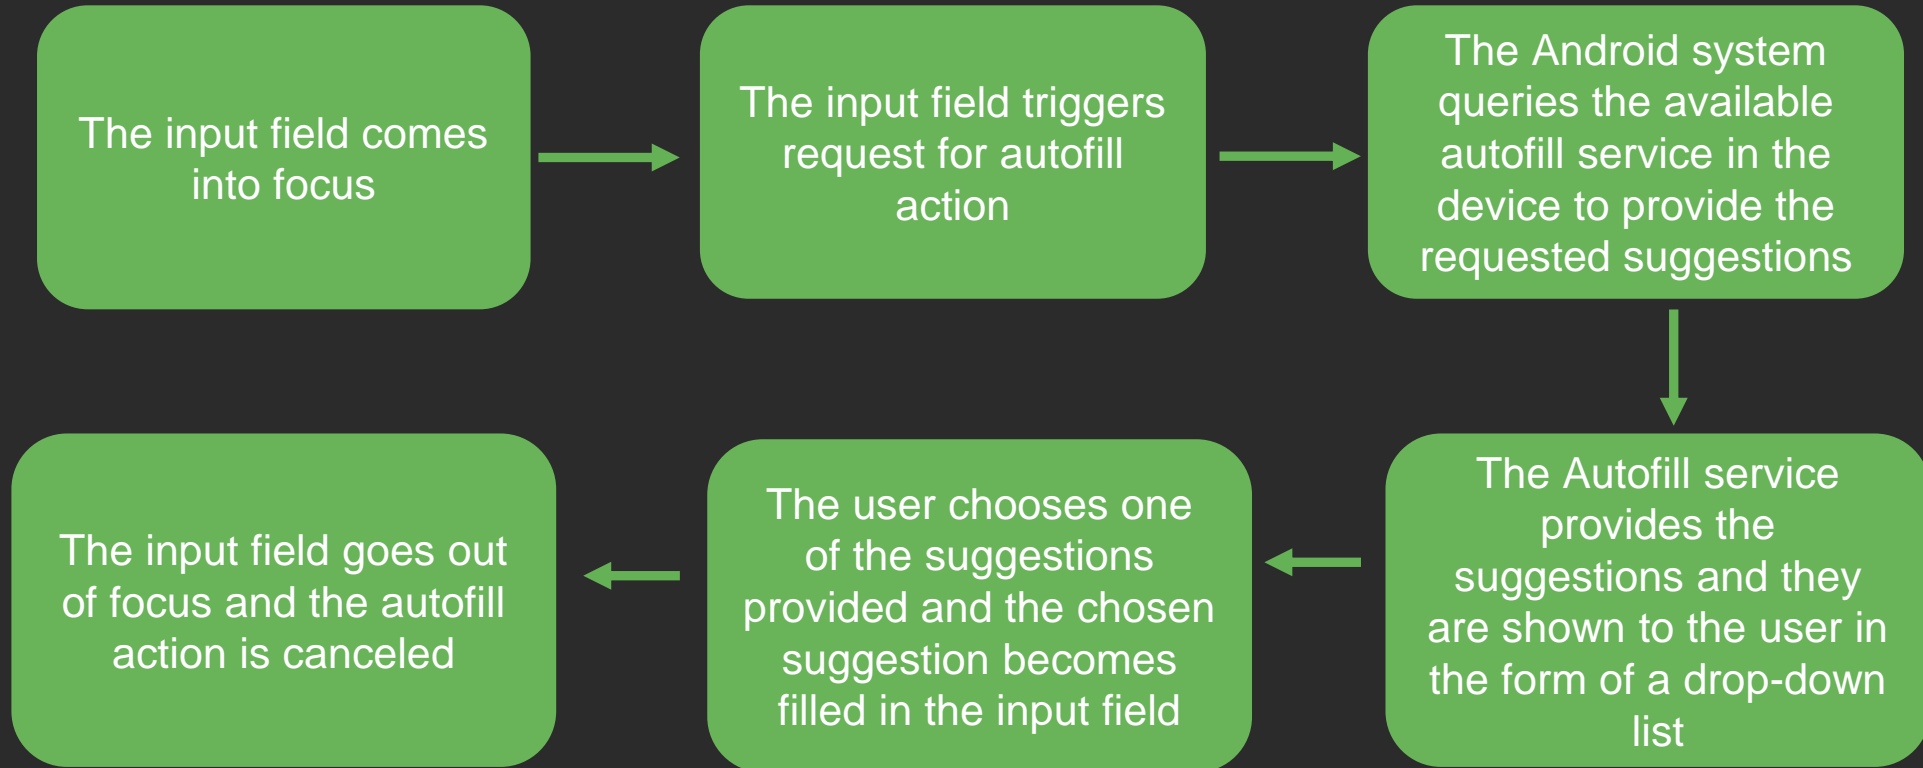 The input field comes
into focus
The input field triggers
request for autofill
action
The Android system
queries the available
autofill service in the
device to provide the
requested suggestions
The Autofill service
provides the
suggestions and they
are shown to the user in
the form of a drop-down
list
The user chooses one
of the suggestions
provided and the chosen
suggestion becomes
filled in the input field
The input field goes out
of focus and the autofill
action is canceled